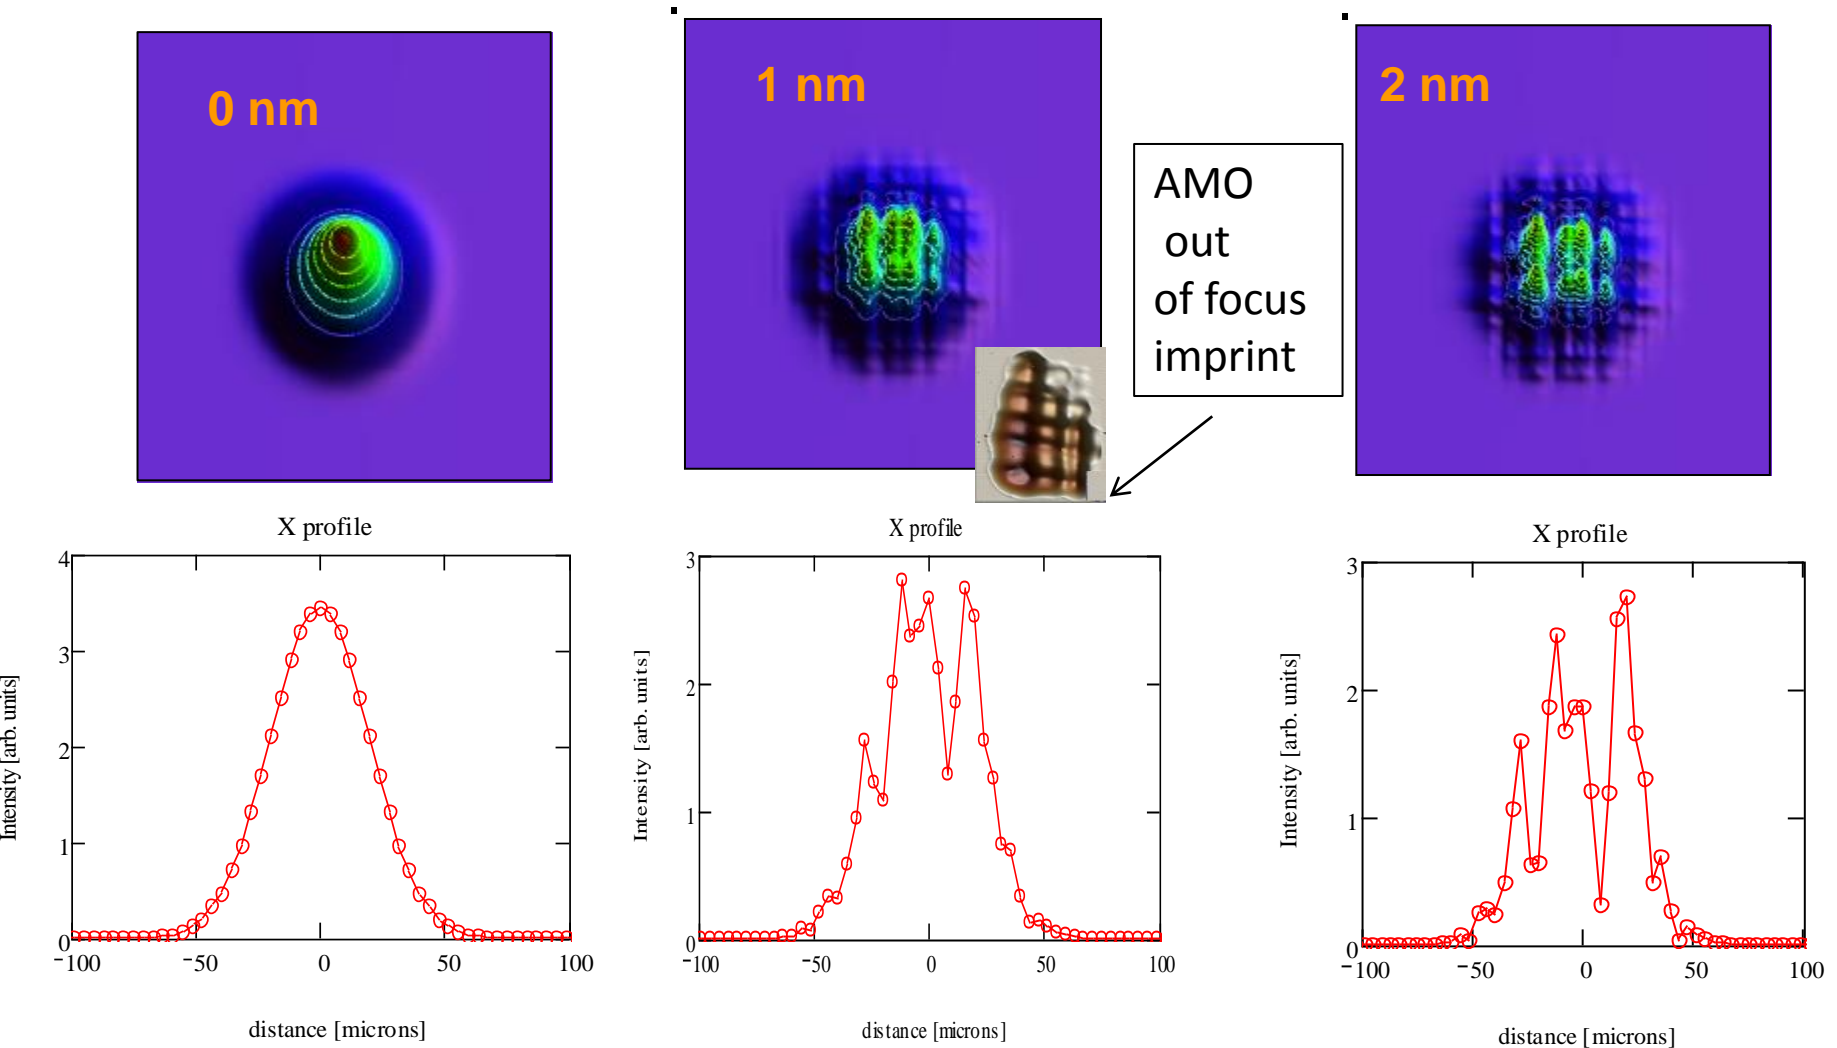 0 nm
1 nm
2 nm
AMO
out
of focus
imprint
X profile
4
3
2
1
0
−100
−50
0
50
100
Intensity [arb. units]
distance [microns]
X profile
3
2
1
0
−100
−50
0
50
100
Intensity [arb. units]
distance [microns]
X profile
3
2
1
0
−100
−50
0
50
100
Intensity [arb. units]
distance [microns]